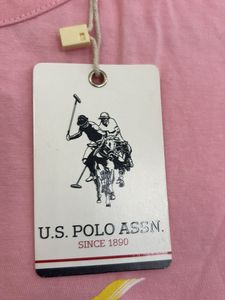 U.S. POLO ASSN.
SINCE 1890